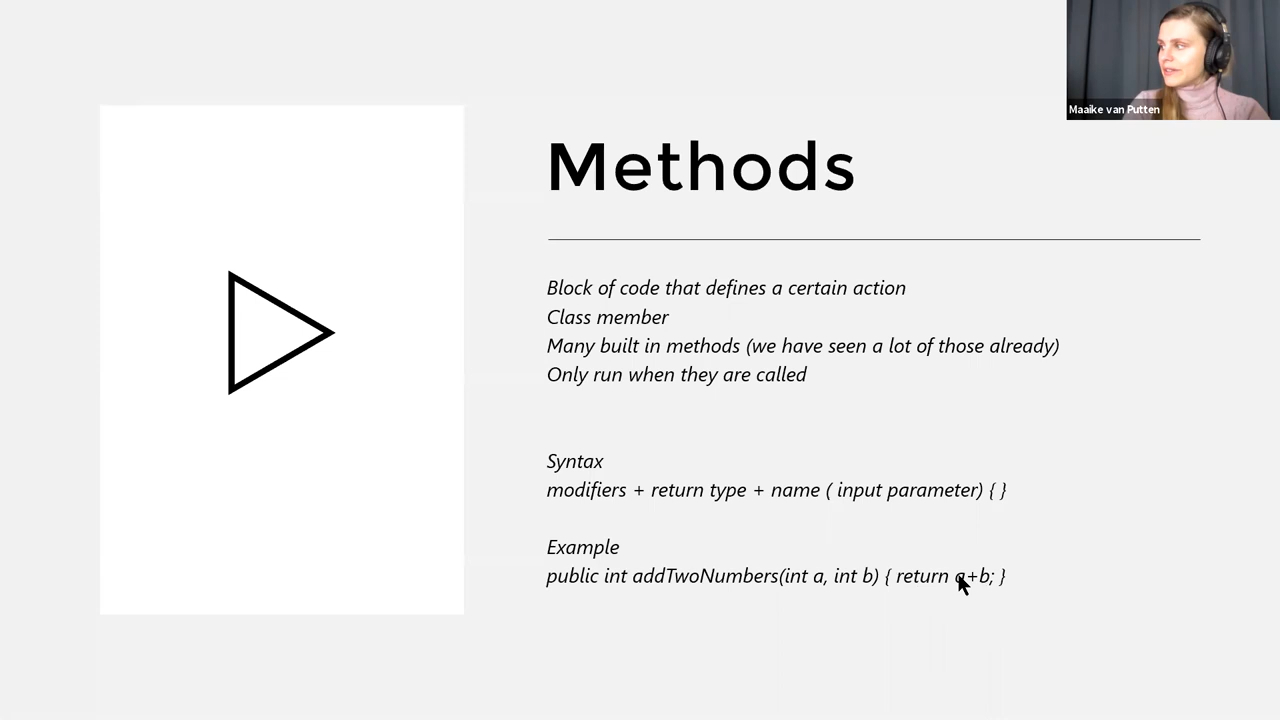 Maaike van Putten
Methods
Block of code that defines a certain action
Class member
Many built in methods (we have seen a lot of those already)
Only run when they are called
Syntax
modifiers + return type + name ( input parameter) { }
Example
public int addTwoNumbers(int a, int b) { return a+b; }